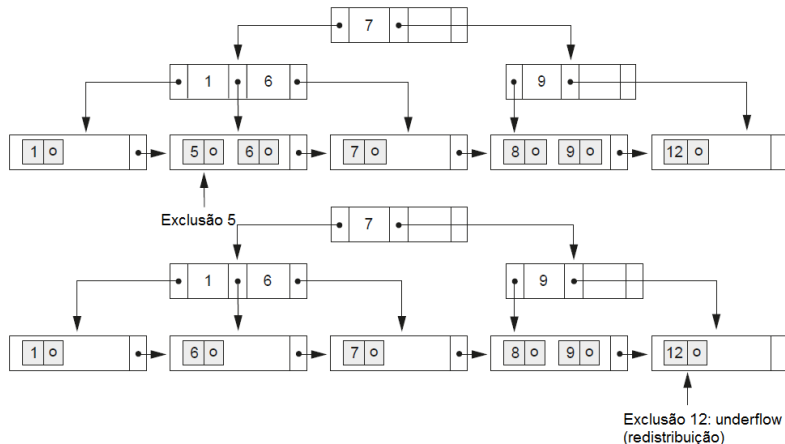 7
1 6
9
1 o
5 o 6 o
7 o
8 o 9 o
12 o
Exclusão 5
7
1 6
9
1 o
6 o
7 o
8 o 9 o
12 o
Exclusão 12: underflow
(redistribuição)